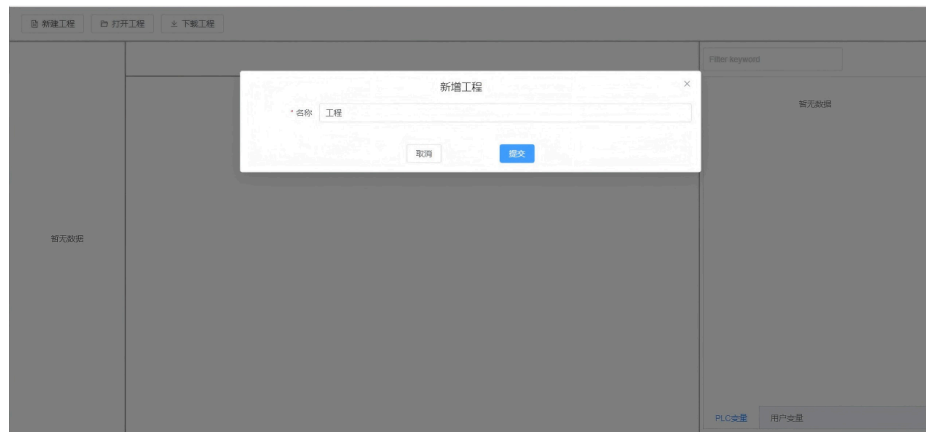 新建工程 打开工程 下载工程
Filter keyword
新增工程
* 名称 工程
暂无数据
取消 提交
暂无数据
PLC变量 用户变量